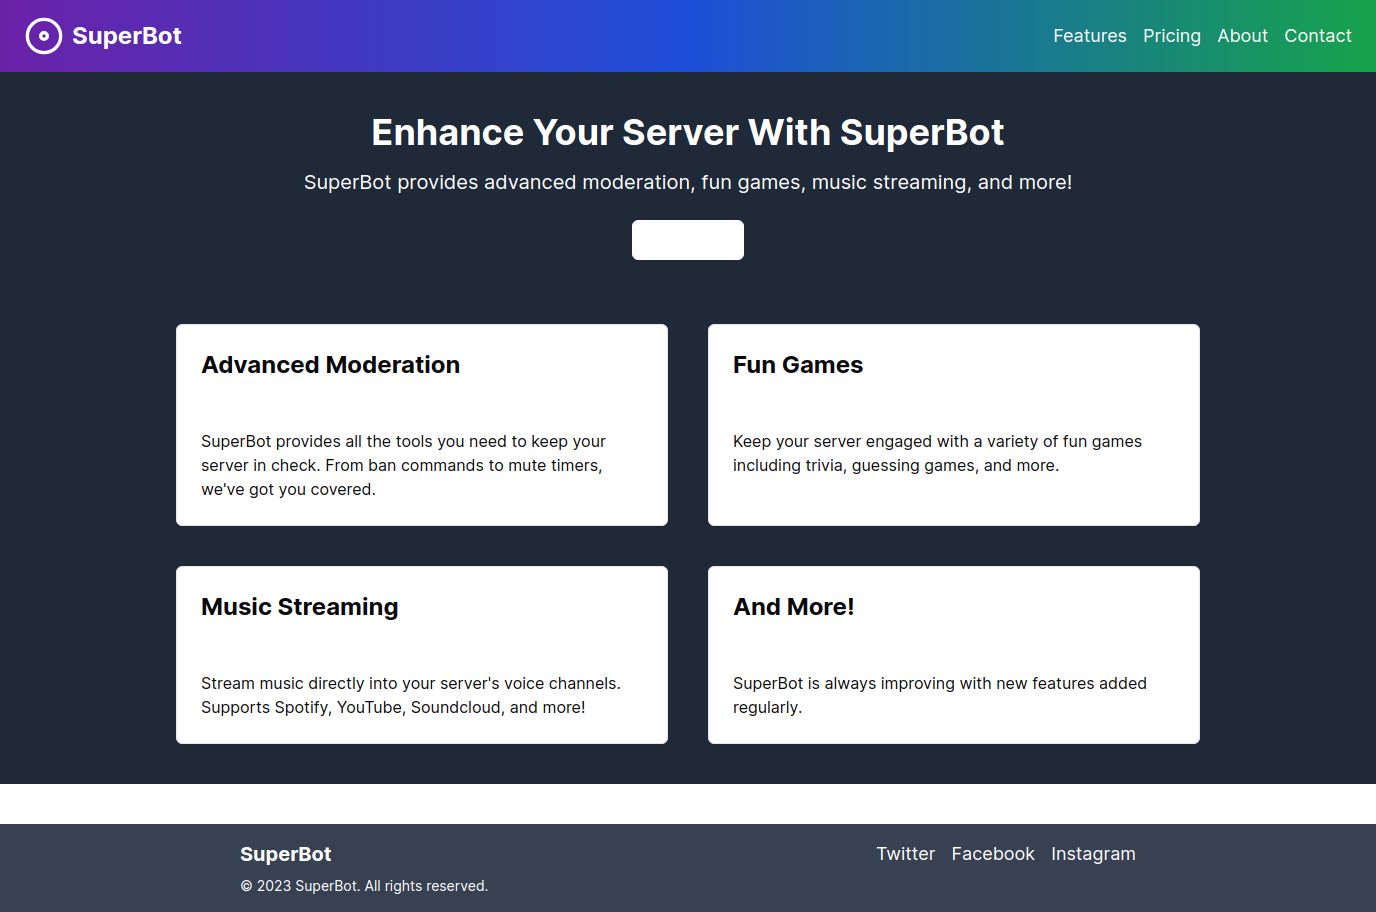 SuperBot
Features Pricing About Contact
Enhance Your Server With SuperBot
SuperBot provides advanced moderation, fun games, music streaming, and more!
Advanced Moderation
SuperBot provides all the tools you need to keep your
server in check. From ban commands to mute timers,
we've got you covered.
Fun Games
Keep your server engaged with a variety of fun games
including trivia, guessing games, and more.
Music Streaming
Stream music directly into your server's voice channels.
Supports Spotify, YouTube, Soundcloud, and more!
And More!
SuperBot is always improving with new features added
regularly.
SuperBot
© 2023 SuperBot. All rights reserved.
Twitter Facebook Instagram